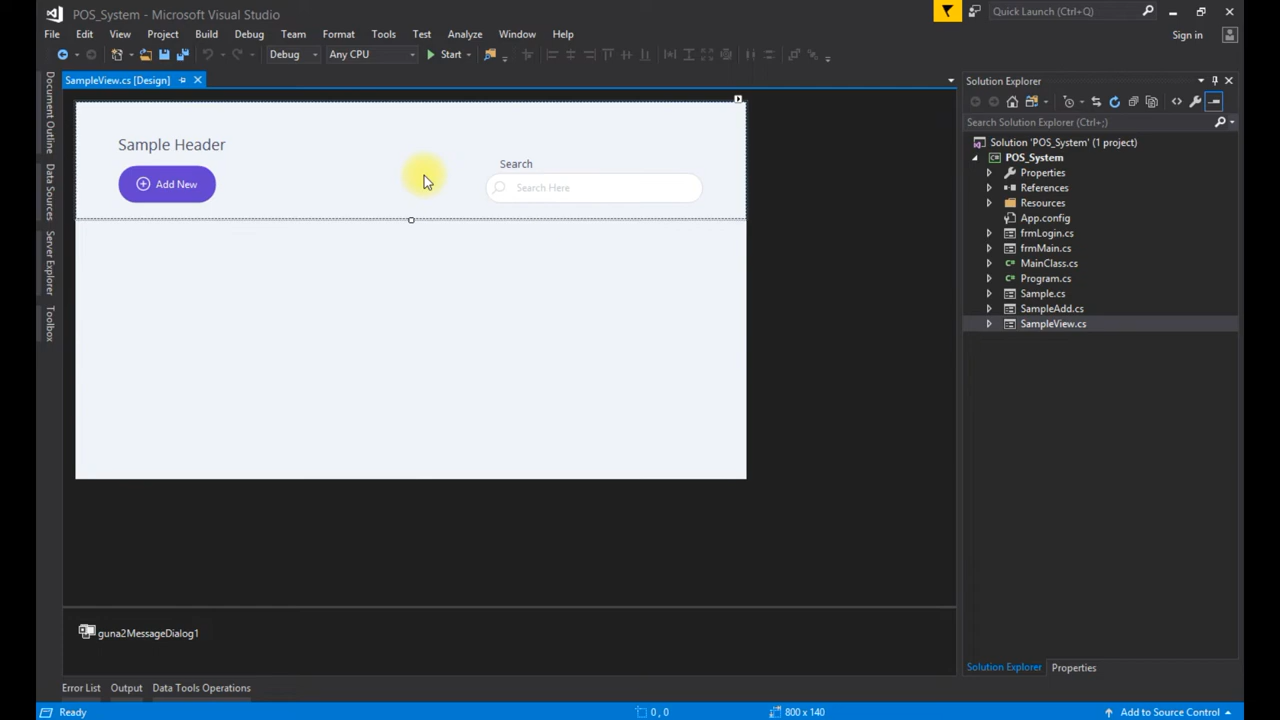 POS_System - Microsoft Visual Studio
Quick Launch (Ctrl+Q)
File Edit View Project Build Debug Team Format Tools Test Analyze Window Help
Sign in
Debug Any CPU Start
SampleView.cs [Design]
Document Outline
Data Sources
Server Explorer
Toolbox
Sample Header
Add New
Search
Search Here
guna2MessageDialog1
Solution Explorer
Search Solution Explorer (Ctrl+;)
Solution 'POS_System' (1 project)
POS_System
Properties
References
Resources
App.config
frmLogin.cs
frmMain.cs
MainClass.cs
Program.cs
Sample.cs
SampleAdd.cs
SampleView.cs
Solution Explorer Properties
Error List Output Data Tools Operations
Ready 0 , 0 800 x 140 Add to Source Control